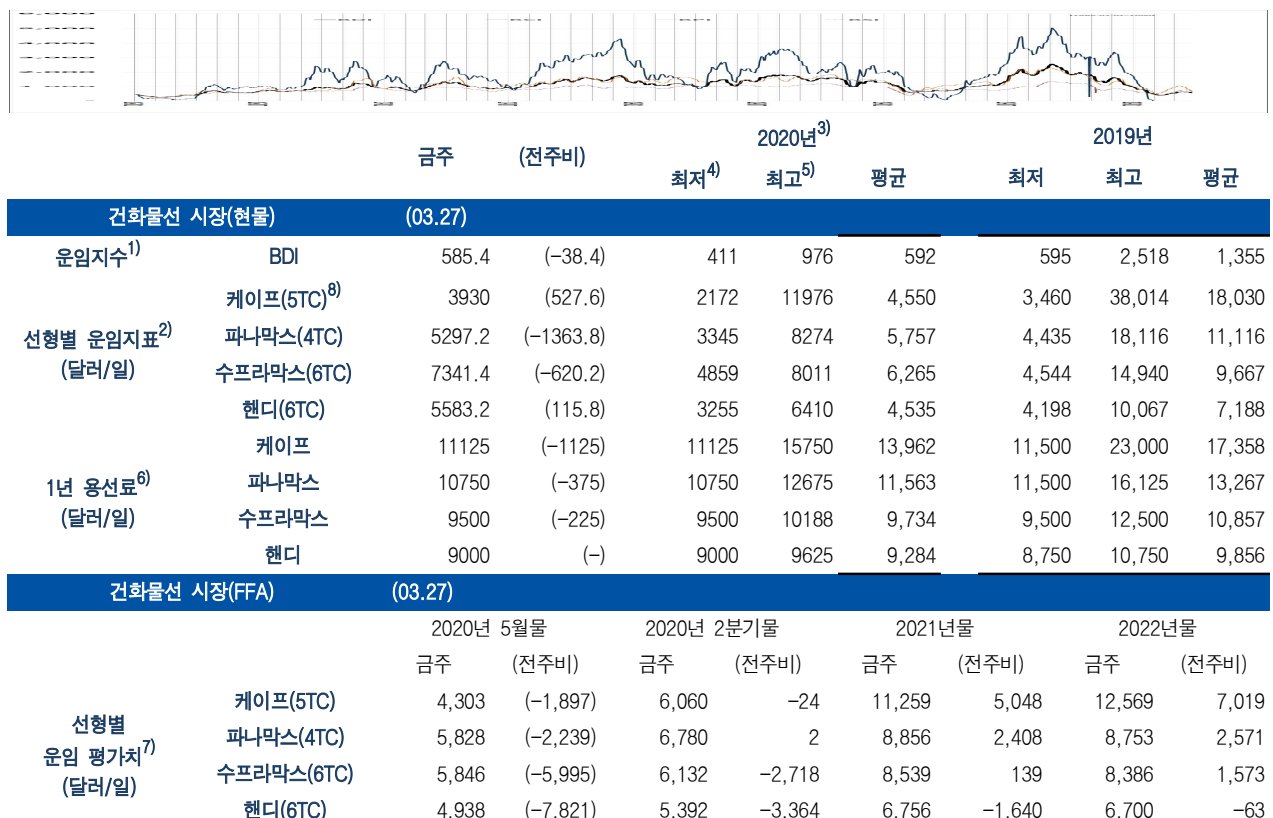 2020년3) 2019년
금주 (전주비) 최저4) 최고5) 평균 최저 최고 평균
건화물선 시장(현물) (03.27)
운임지수1) BDI 585.4 (-38.4) 411 976 592 595 2,518 1,355
선형별 운임지표2) (달러/일)
케이프(5TC)8) 3930 (527.6) 2172 11976 4,550 3,460 38,014 18,030
파나막스(4TC) 5297.2 (-1363.8) 3345 8274 5,757 4,435 18,116 11,116
수프라막스(6TC) 7341.4 (-620.2) 4859 8011 6,265 4,544 14,940 9,667
핸디(6TC) 5583.2 (115.8) 3255 6410 4,535 4,198 10,067 7,188
1년 용선료6) (달러/일)
케이프 11125 (-1125) 11125 15750 13,962 11,500 23,000 17,358
파나막스 10750 (-375) 10750 12675 11,563 11,500 16,125 13,267
수프라막스 9500 (-225) 9500 10188 9,734 9,500 12,500 10,857
핸디 9000 (-) 9000 9625 9,284 8,750 10,750 9,856
건화물선 시장(FFA) (03.27)
2020년 5월물 2020년 2분기물 2021년물 2022년물
금주 (전주비) 금주 (전주비) 금주 (전주비) 금주 (전주비)
선형별
운임 평가치7)
(달러/일)
케이프(5TC) 4,303 (-1,897) 6,060 -24 11,259 5,048 12,569 7,019
파나막스(4TC) 5,828 (-2,239) 6,780 2 8,856 2,408 8,753 2,571
수프라막스(6TC) 5,846 (-5,995) 6,132 -2,718 8,539 139 8,386 1,573
핸디(6TC) 4,938 (-7,821) 5,392 -3,364 6,756 -1,640 6,700 -63